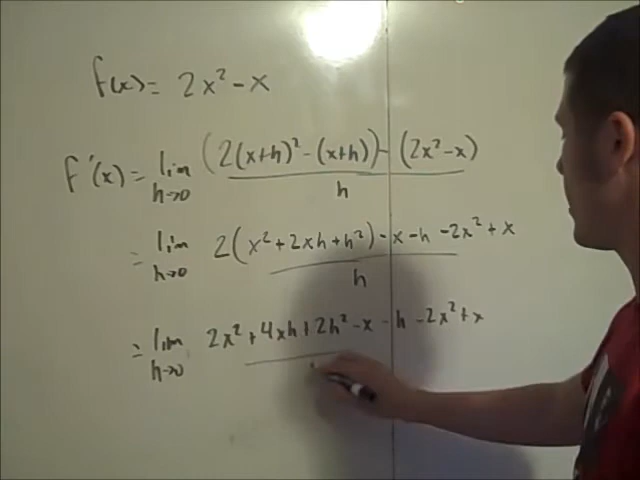 f(x) = 2x² - x
f'(x) = lim h→0 (2(x+h)² - (x+h)) - (2x² - x) / h
= lim h→0 2(x² + 2xh + h²) - x - h - 2x² + x / h
= lim h→0 2x² + 4xh + 2h² - x - h - 2x² + x